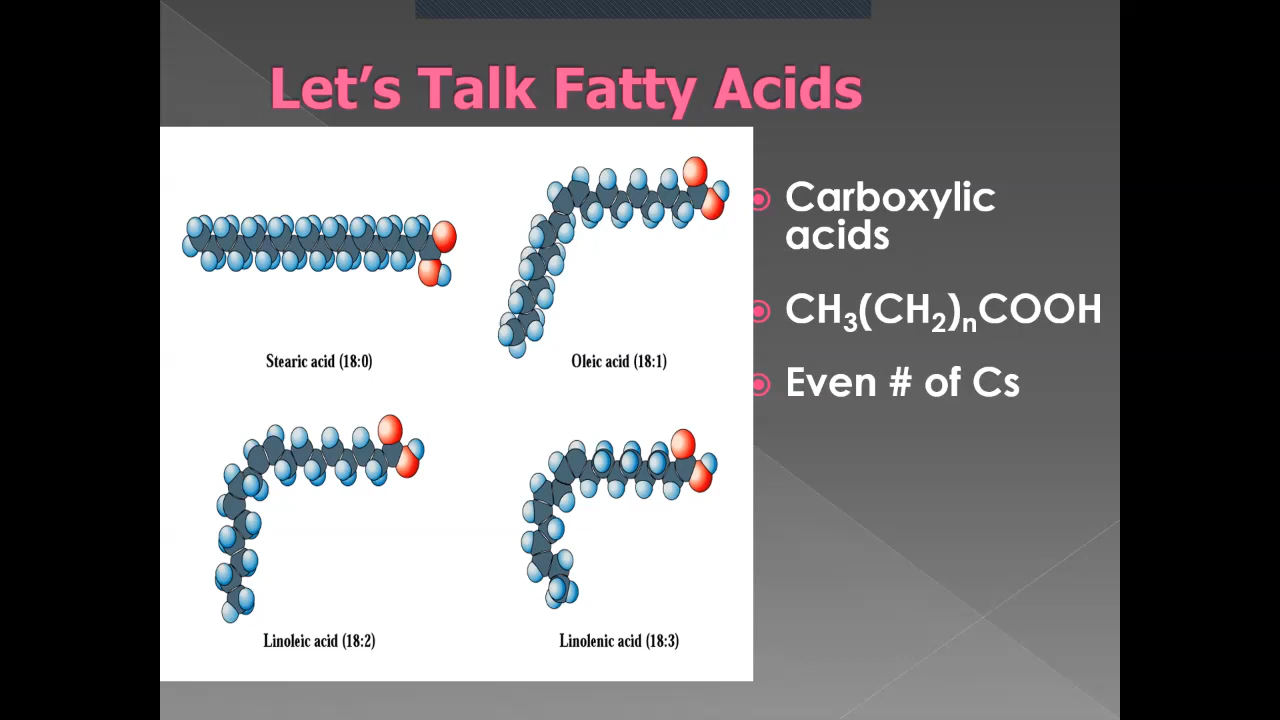 Let's Talk Fatty Acids
Stearic acid (18:0)
Oleic acid (18:1)
Linoleic acid (18:2)
Linolenic acid (18:3)
Carboxylic
acids
CH₃(CH₂)ₙCOOH
Even # of Cs